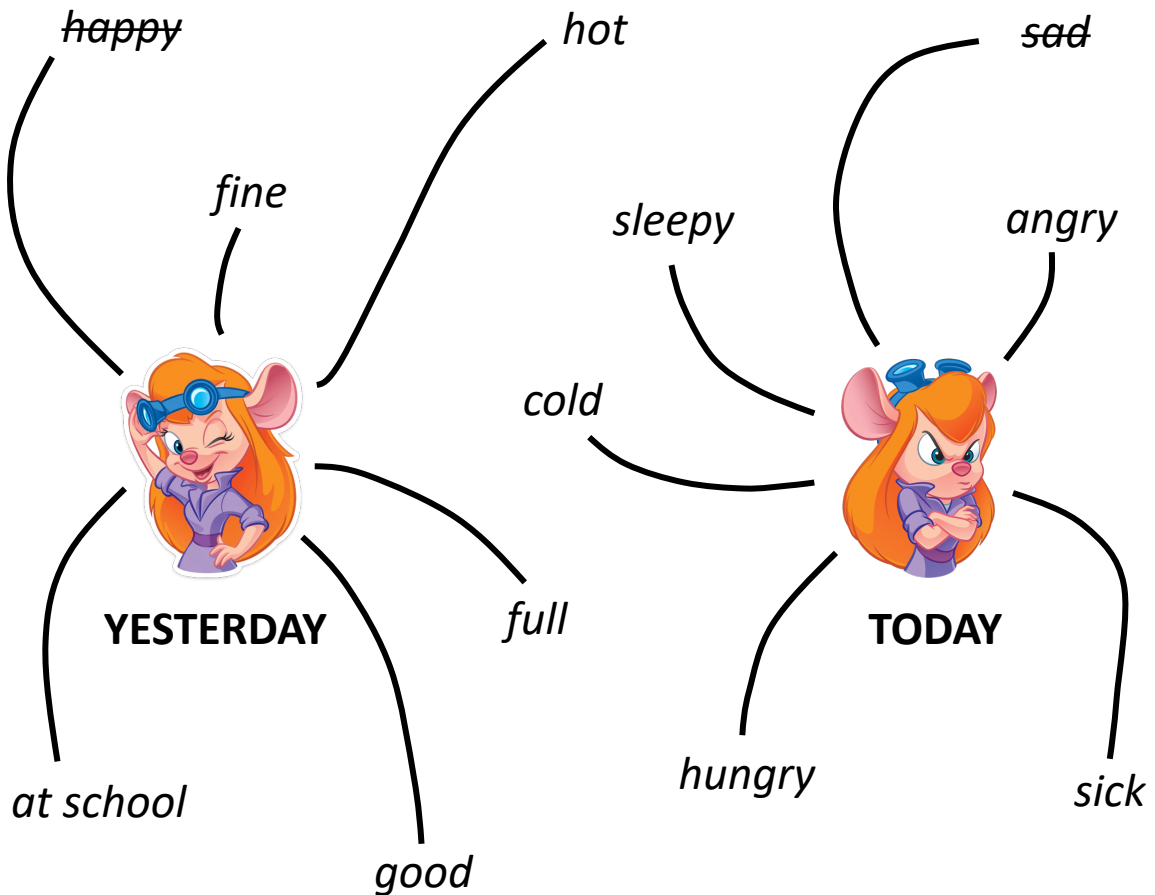 happy
hot
sad
fine
sleepy
angry
cold
YESTERDAY
full
TODAY
at school
hungry
sick
good